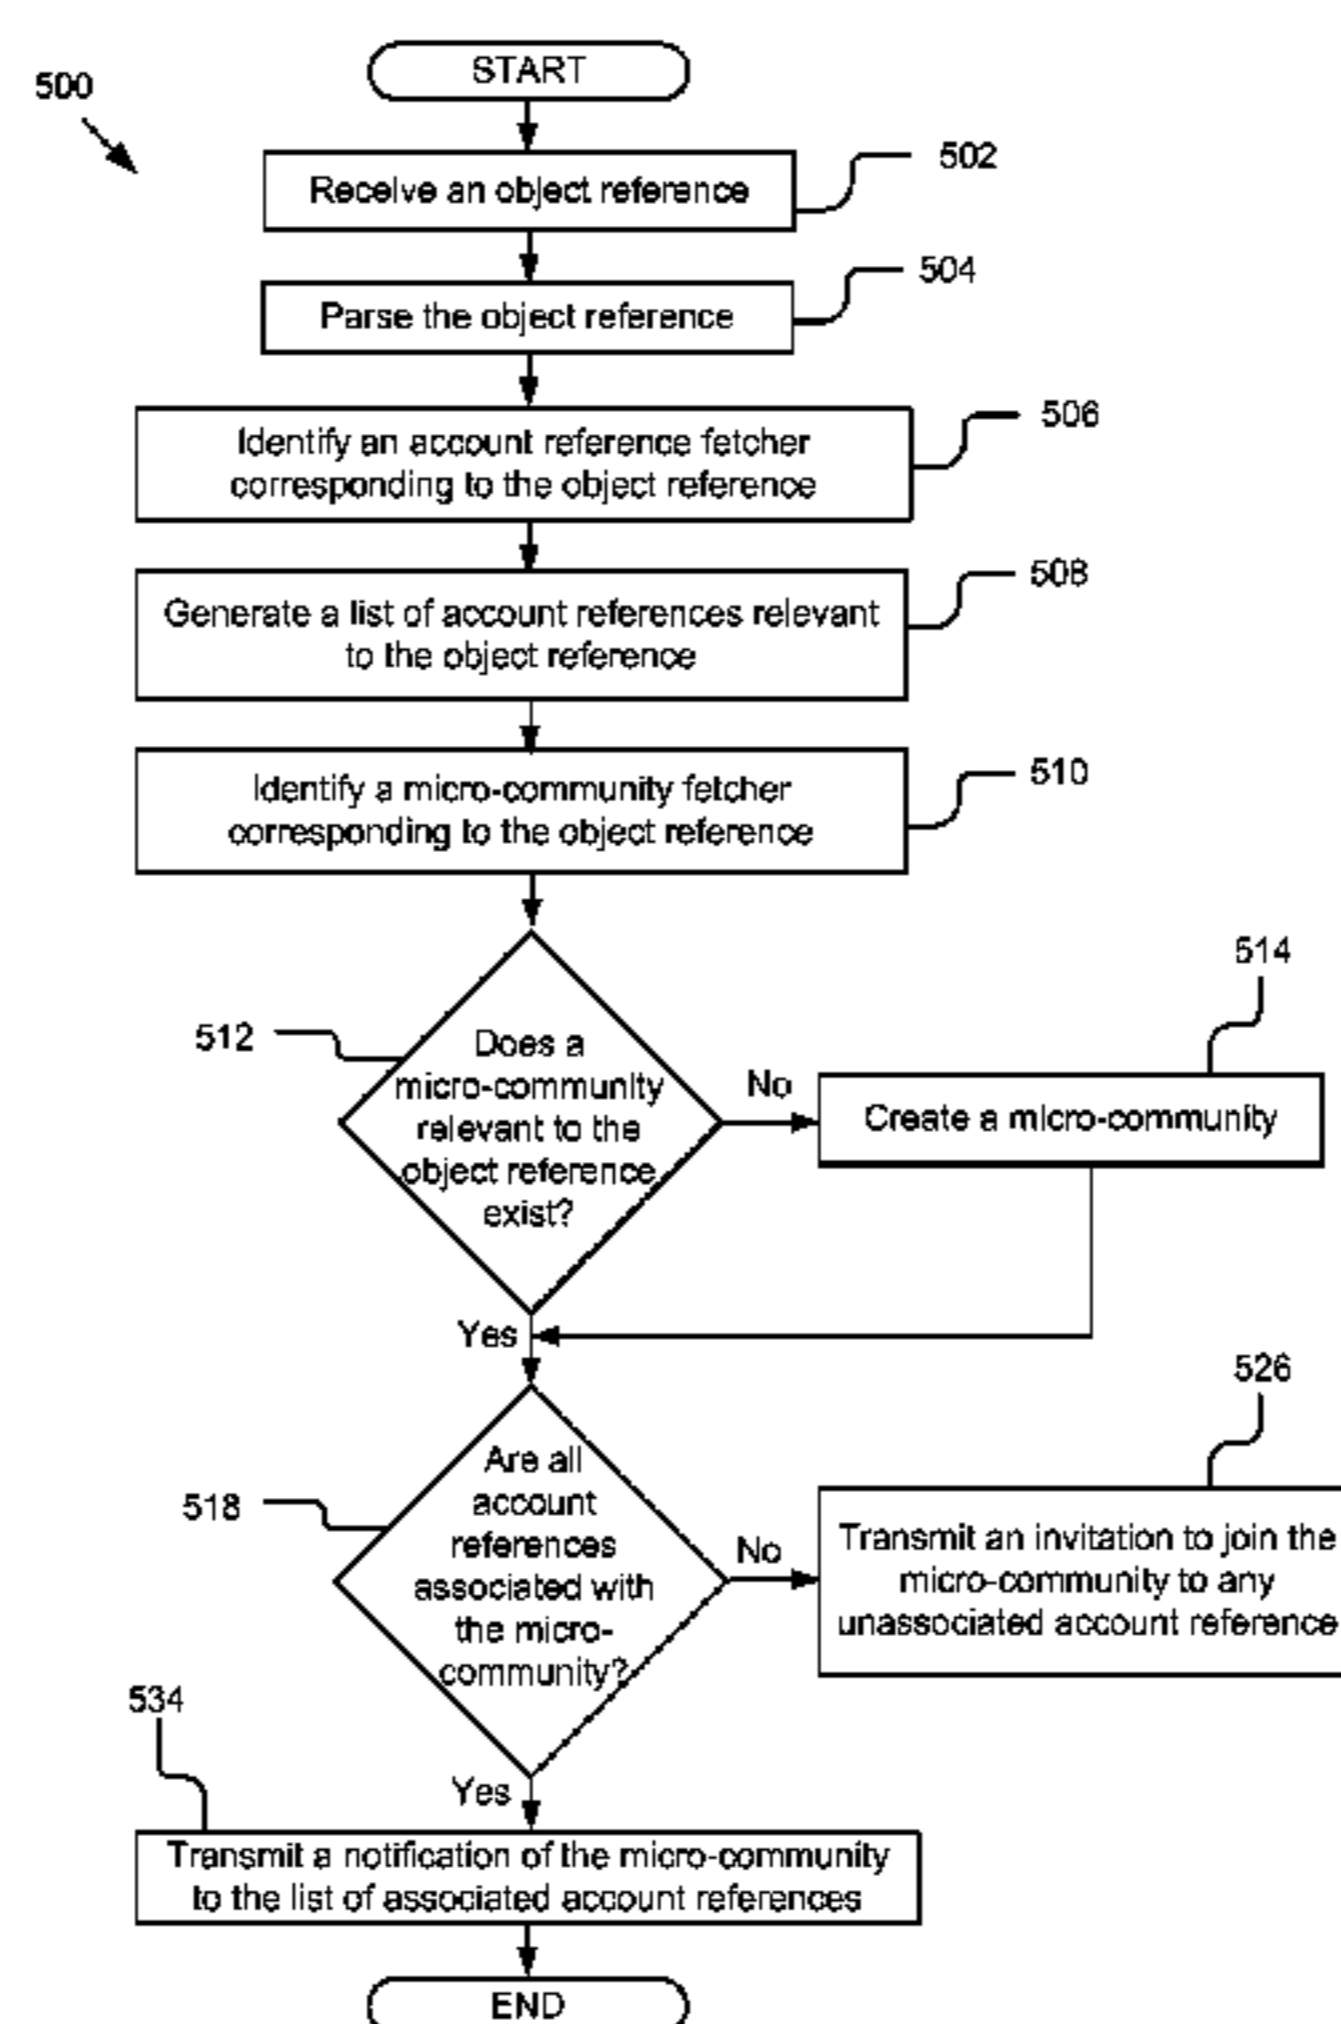 500
START
Receive an object reference
502
Parse the object reference
504
Identify an account reference fetcher
corresponding to the object reference
506
Generate a list of account references relevant
to the object reference
508
Identify a micro-community fetcher
corresponding to the object reference
510
512
Does a
micro-community
relevant to the
object reference
exist?
No
514
Create a micro-community
Yes
518
Are all
account
references
associated with
the micro-
community?
No
526
Transmit an invitation to join the
micro-community to any
unassociated account reference
534
Yes
Transmit a notification of the micro-community
to the list of associated account references
END